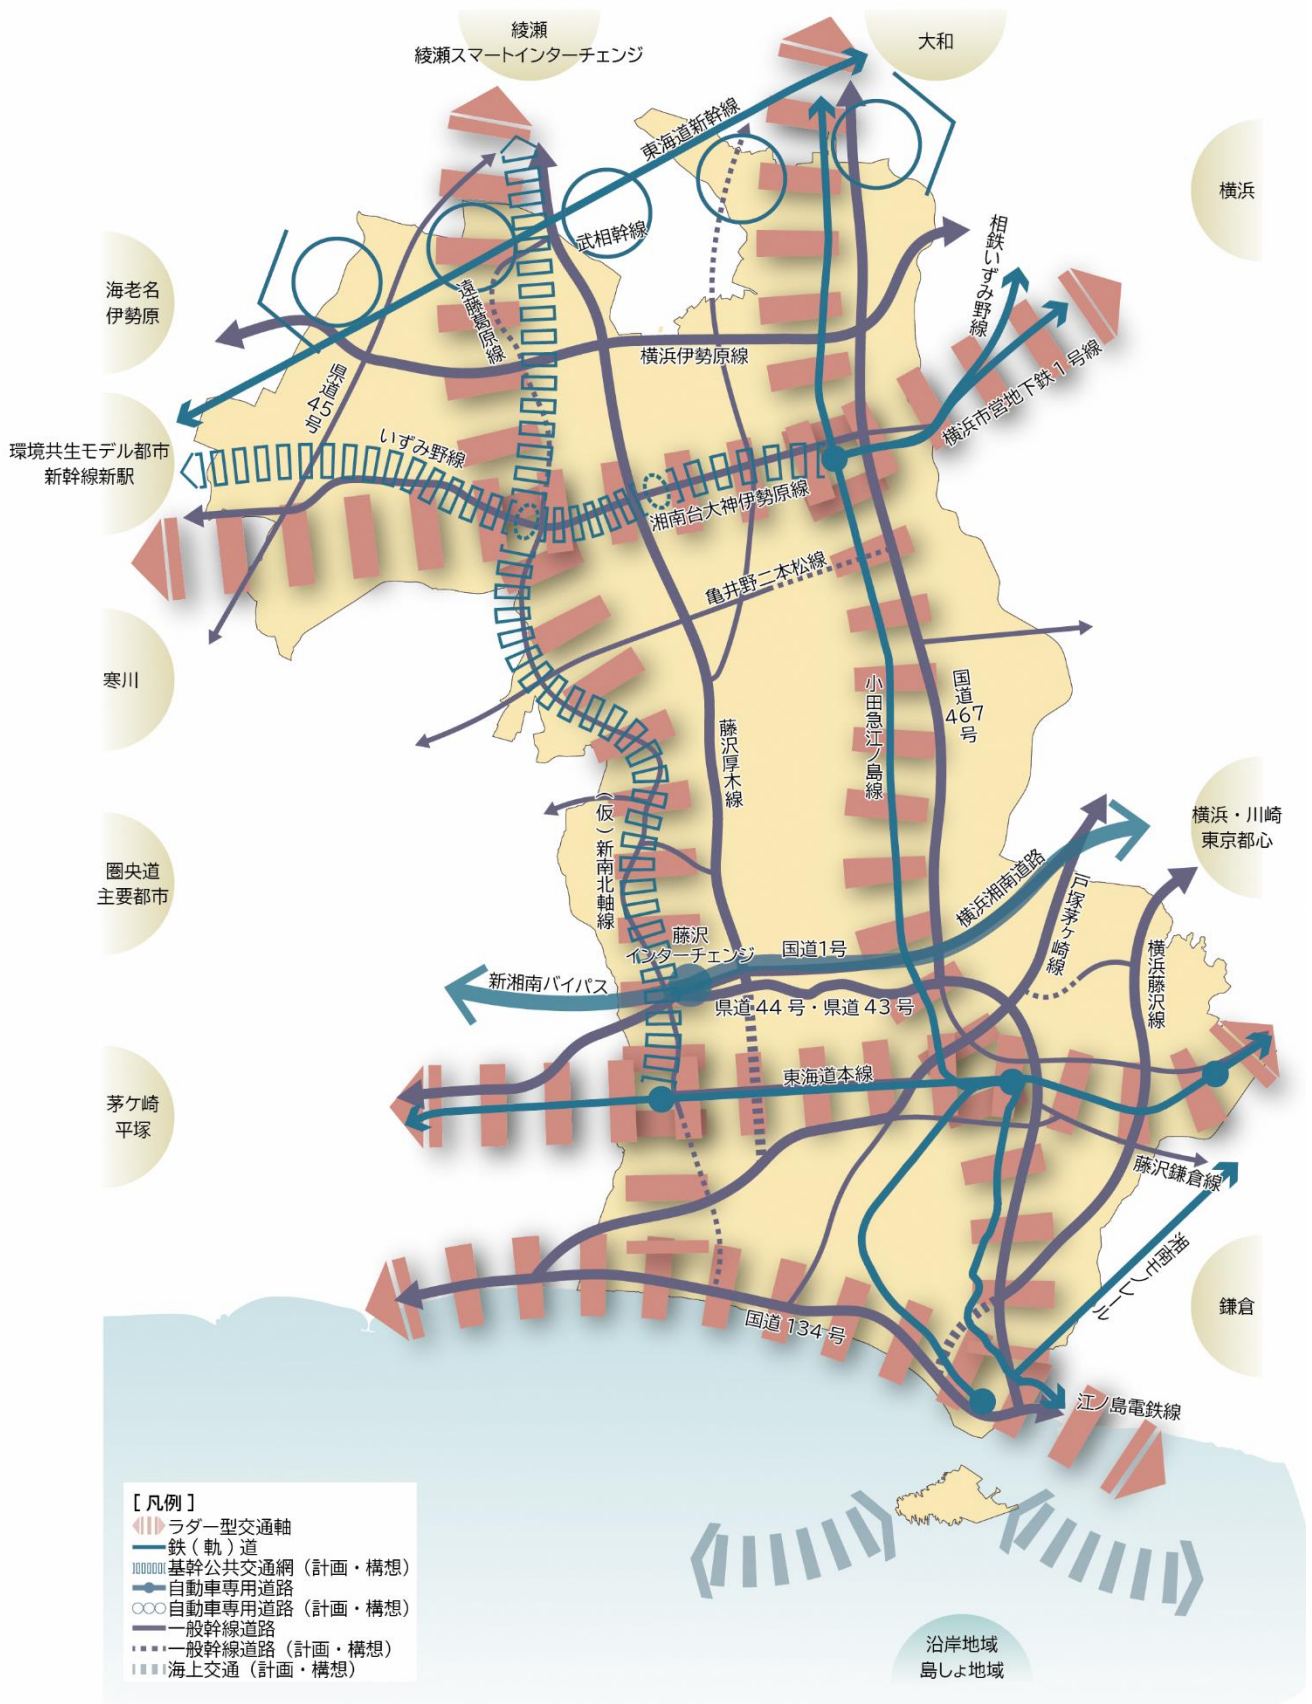 綾瀬
綾瀬スマートインターチェンジ
大和
横浜
東海道新幹線
武相幹線
相鉄いずみ野線
海老名
伊勢原
遠藤葛原線
横浜伊勢原線
県道45号
横浜市営地下鉄1号線
環境共生モデル都市
新幹線新駅
いずみ野線
湘南台大神伊勢原線
亀井野二本松線
寒川
小田急江ノ島線
国道467号
藤沢厚木線
(仮)新南北軸線
横浜・川崎
東京都心
圏央道
主要都市
横浜湘南道路
戸塚茅ケ崎線
横浜藤沢線
藤沢
インターチェンジ
国道1号
新湘南バイパス
県道44号・県道43号
東海道本線
茅ケ崎
平塚
藤沢鎌倉線
湘南モノレール
鎌倉
国道134号
江ノ島電鉄線
[凡例]
ラダー型交通軸
鉄(軌)道
基幹公共交通網(計画・構想)
自動車専用道路
自動車専用道路(計画・構想)
一般幹線道路
一般幹線道路(計画・構想)
海上交通(計画・構想)
沿岸地域
島しょ地域